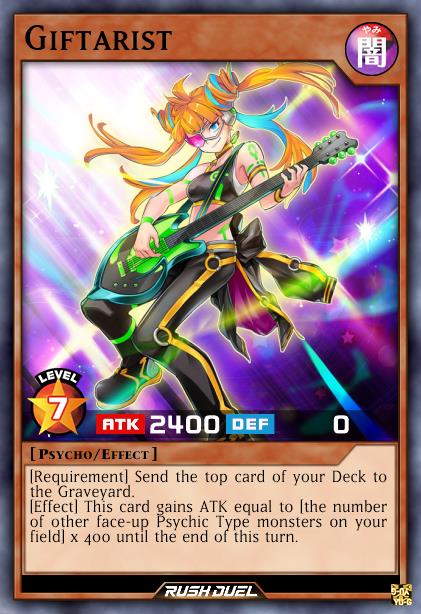 Giftarist
やみ
闇
LEVEL
7
ATK 2400 DEF 0
[Psycho/Effect]
[Requirement] Send the top card of your Deck to
the Graveyard.
[Effect] This card gains ATK equal to [the number
of other face-up Psychic Type monsters on your
field] x 400 until the end of this turn.
RUSH DUEL